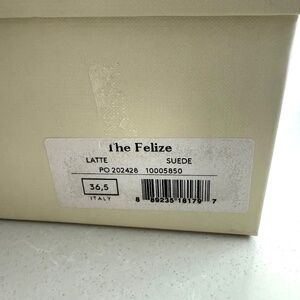 The Felize
LATTE SUEDE
PO 202428 10005850
36,5
ITALY
8 89235 18179 7